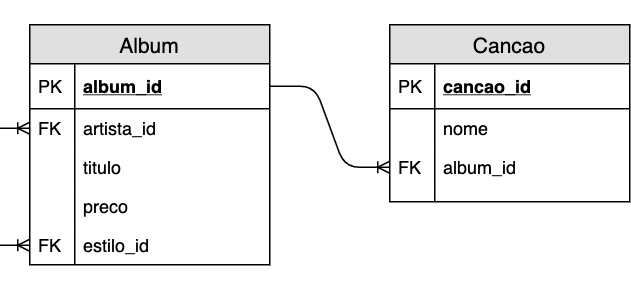 Album
PK album_id
FK artista_id
titulo
preco
FK estilo_id
Cancao
PK cancao_id
nome
FK album_id